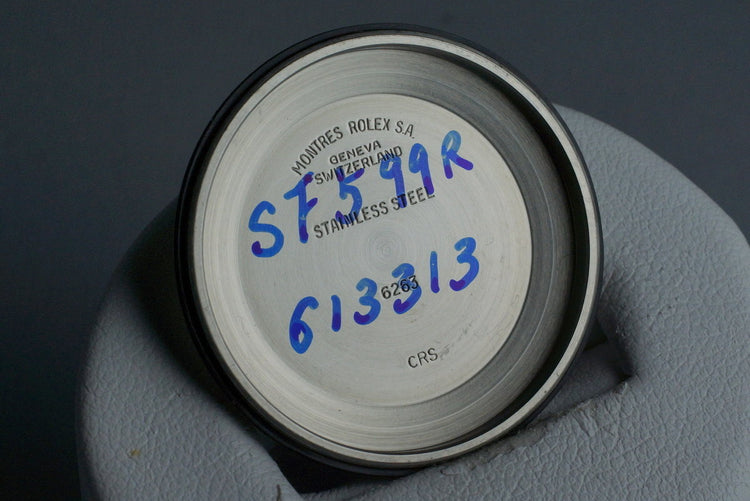 MONTRES ROLEX S.A.
GENEVA
SWITZERLAND
SF599R
STAINLESS STEEL
6263
613313
CRS